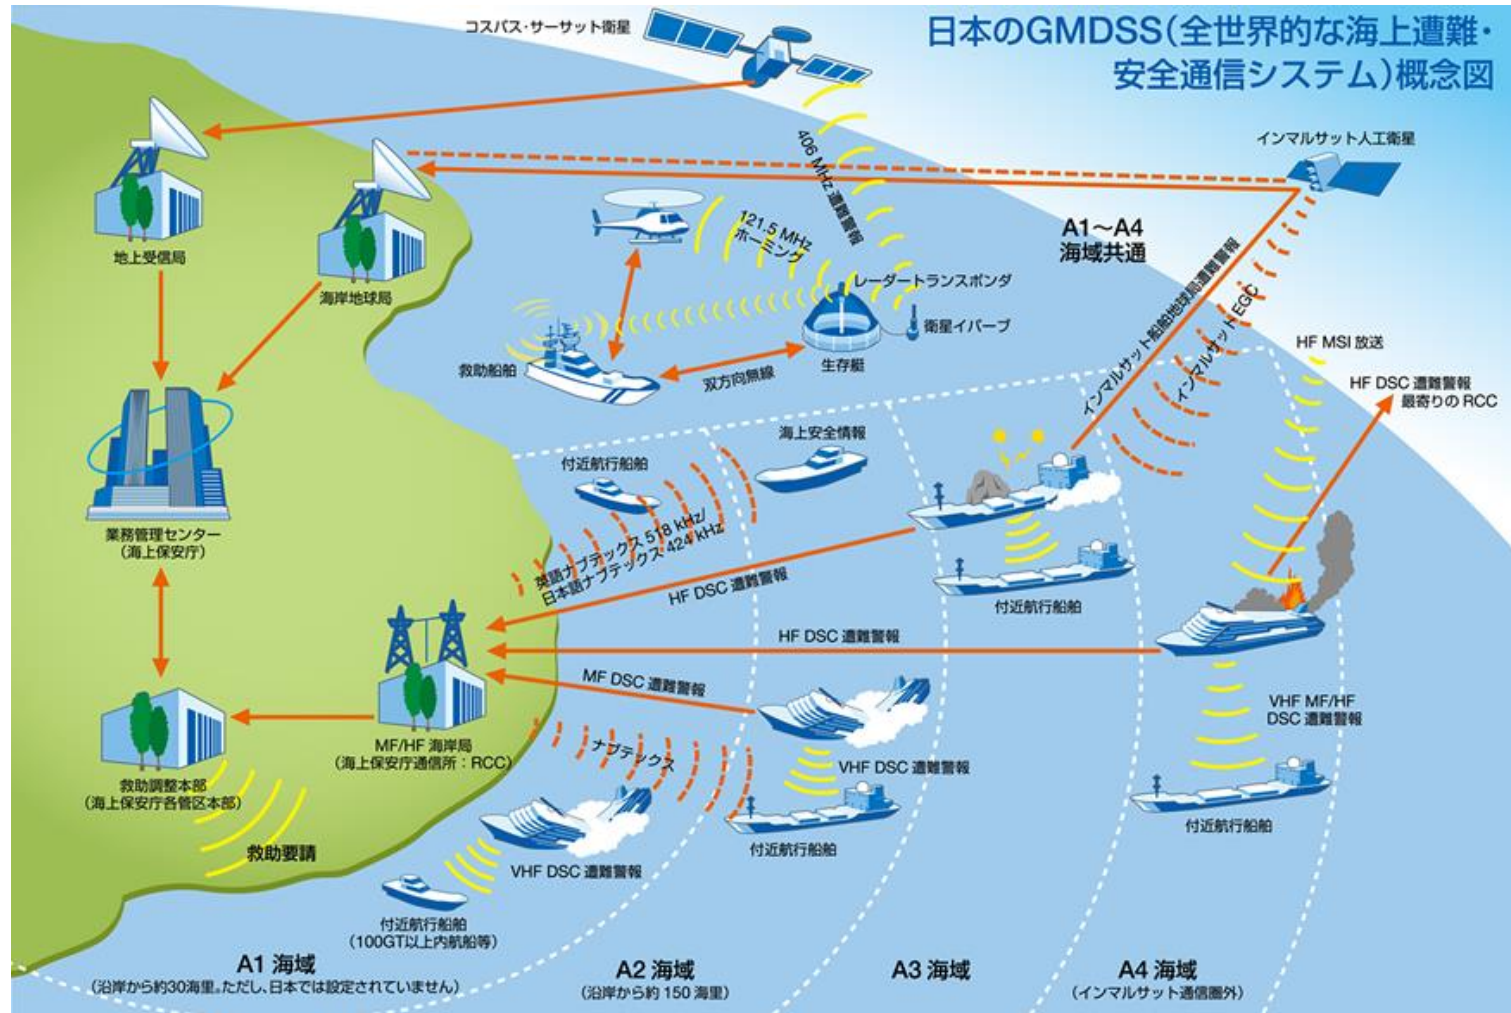 日本のGMDSS(全世界的な海上遭難・
安全通信システム)概念図
コスパス・サーサット衛星
インマルサット人工衛星
406 MHz 遭難警報
121.5 MHz
ホーミング
A1～A4
海域共通
地上受信局
海岸地球局
レーダートランスポンダ
衛星イパーブ
生存艇
救助船舶
双方向無線
インマルサット船舶地球局遭難警報
インマルサットEGC
HF MSI 放送
HF DSC 遭難警報
最寄りの RCC
海上安全情報
付近航行船舶
英語ナブテックス 518 kHz/
日本語ナブテックス 424 kHz
業務管理センター
(海上保安庁)
HF DSC 遭難警報
付近航行船舶
HF DSC 遭難警報
MF DSC 遭難警報
VHF MF/HF
DSC 遭難警報
MF/HF 海岸局
(海上保安庁通信所：RCC)
ナブテックス
VHF DSC 遭難警報
救助調整本部
(海上保安庁各管区本部)
付近航行船舶
付近航行船舶
救助要請
VHF DSC 遭難警報
付近航行船舶
(100GT以上内航船等)
A1 海域
(沿岸から約30海里。ただし、日本では設定されていません)
A2 海域
(沿岸から約 150 海里)
A3 海域
A4 海域
(インマルサット通信圏外)